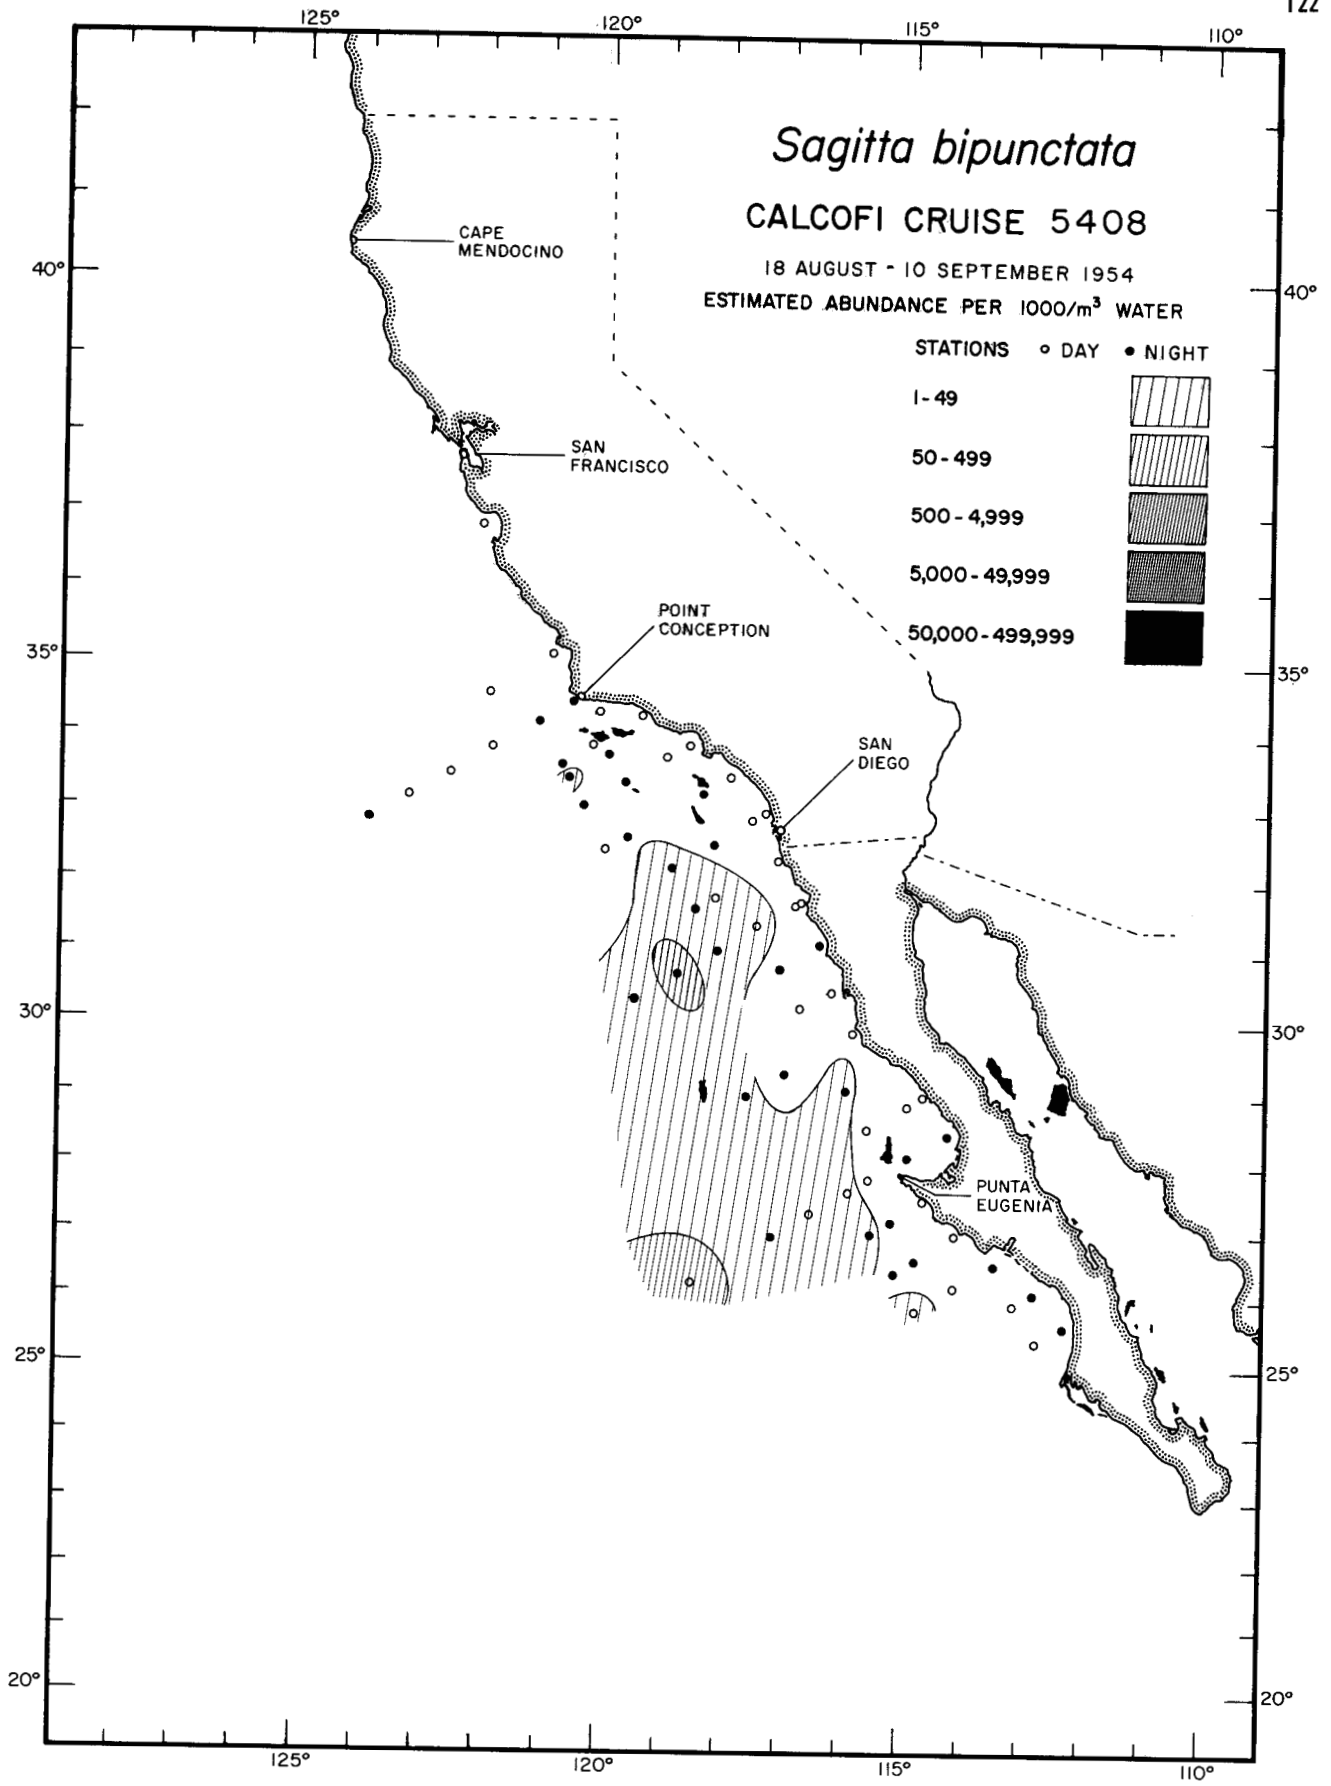 122
125° 120° 115° 110°
Sagitta bipunctata
CALCOFI CRUISE 5408
18 AUGUST - 10 SEPTEMBER 1954
ESTIMATED ABUNDANCE PER 1000/m³ WATER
STATIONS ○ DAY ● NIGHT
1-49
50-499
500-4,999
5,000-49,999
50,000-499,999
CAPE
MENDOCINO
40° 40°
SAN
FRANCISCO
POINT
CONCEPTION
35° 35°
SAN
DIEGO
30° 30°
PUNTA
EUGENIA
25° 25°
20° 20°
125° 120° 115° 110°